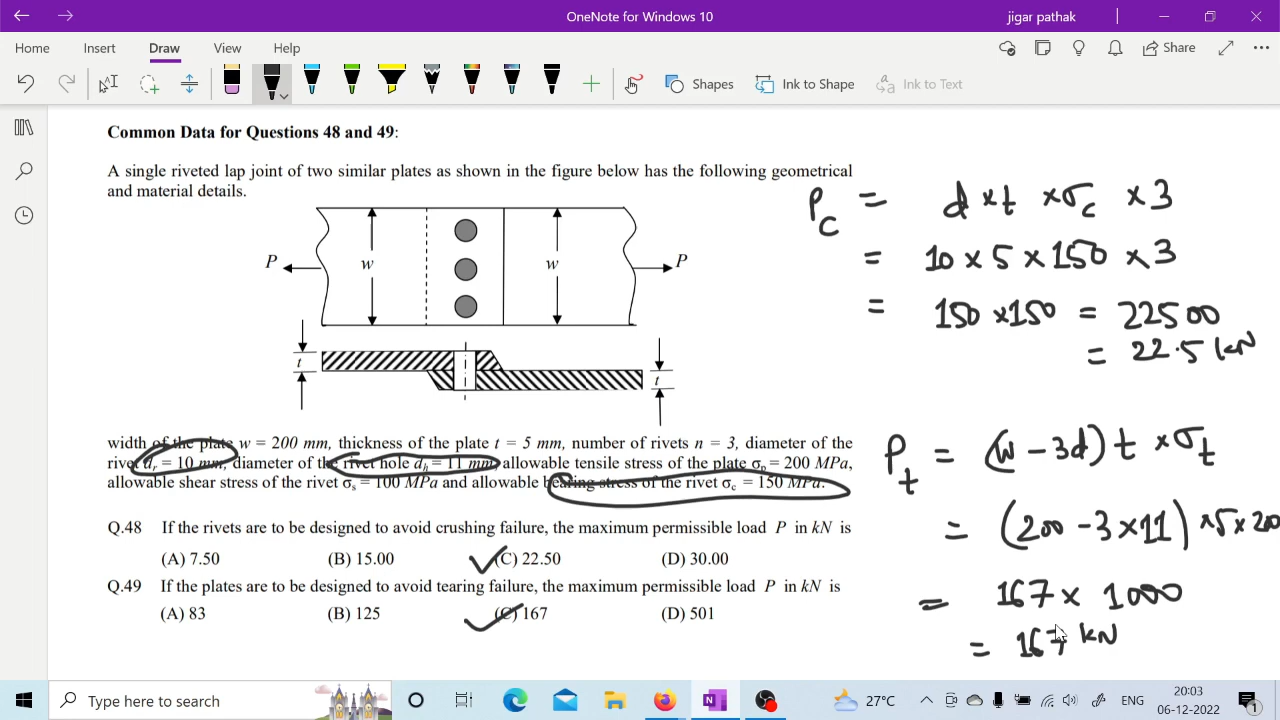 OneNote for Windows 10
jigar pathak
Home Insert Draw View Help
Share
Shapes Ink to Shape Ink to Text
Common Data for Questions 48 and 49:
A single riveted lap joint of two similar plates as shown in the figure below has the following geometrical
and material details.
P w w P
t t
width of the plate w = 200 mm, thickness of the plate t = 5 mm, number of rivets n = 3, diameter of the
rivet dr = 10 mm, diameter of the rivet hole dh = 11 mm, allowable tensile stress of the plate σp = 200 MPa,
allowable shear stress of the rivet σs = 100 MPa and allowable bearing stress of the rivet σc = 150 MPa.
Q.48 If the rivets are to be designed to avoid crushing failure, the maximum permissible load P in kN is
(A) 7.50 (B) 15.00 (C) 22.50 (D) 30.00
Q.49 If the plates are to be designed to avoid tearing failure, the maximum permissible load P in kN is
(A) 83 (B) 125 (C) 167 (D) 501
Pc = d × t × σc × 3
= 10 × 5 × 150 × 3
= 150 × 150 = 22500
= 22.5 kN
Pt = (w - 3d) t × σt
= (200 - 3 × 11) × 5 × 200
= 167 × 1000
= 167 kN
Type here to search
27°C
ENG
20:03
06-12-2022
1